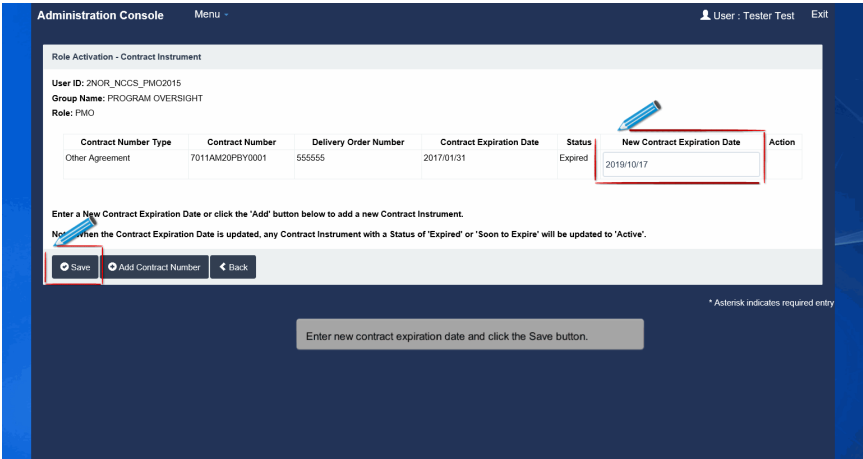 Administration Console Menu User : Tester Test Exit
Role Activation - Contract Instrument
User ID: 2NOR_NCCS_PMO2015
Group Name: PROGRAM OVERSIGHT
Role: PMO
Contract Number Type Contract Number Delivery Order Number Contract Expiration Date Status New Contract Expiration Date Action
Other Agreement 7011AM20PBY0001 555555 2017/01/31 Expired 2019/10/17
Enter a New Contract Expiration Date or click the 'Add' button below to add a new Contract Instrument.
when the Contract Expiration Date is updated, any Contract Instrument with a Status of 'Expired' or 'Soon to Expire' will be updated to 'Active'.
Save Add Contract Number Back
* Asterisk indicates required entry
Enter new contract expiration date and click the Save button.